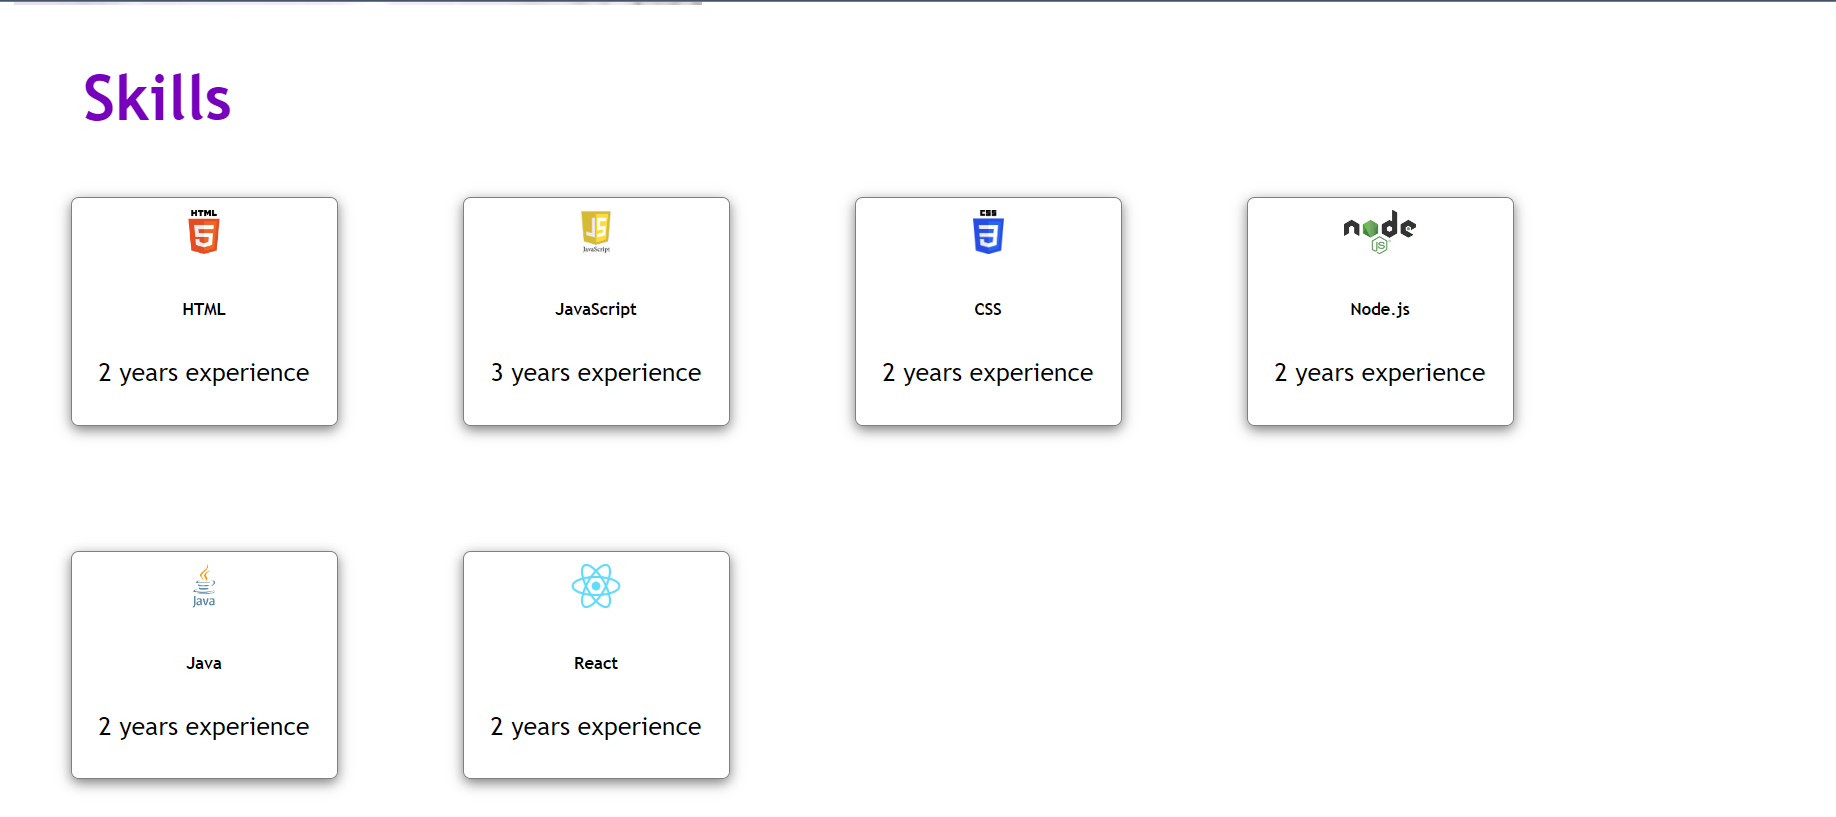 Skills
HTML
5
HTML
2 years experience
JS
JavaScript
JavaScript
3 years experience
CSS
3
CSS
2 years experience
node
JS
Node.js
2 years experience
Java
Java
2 years experience
React
2 years experience